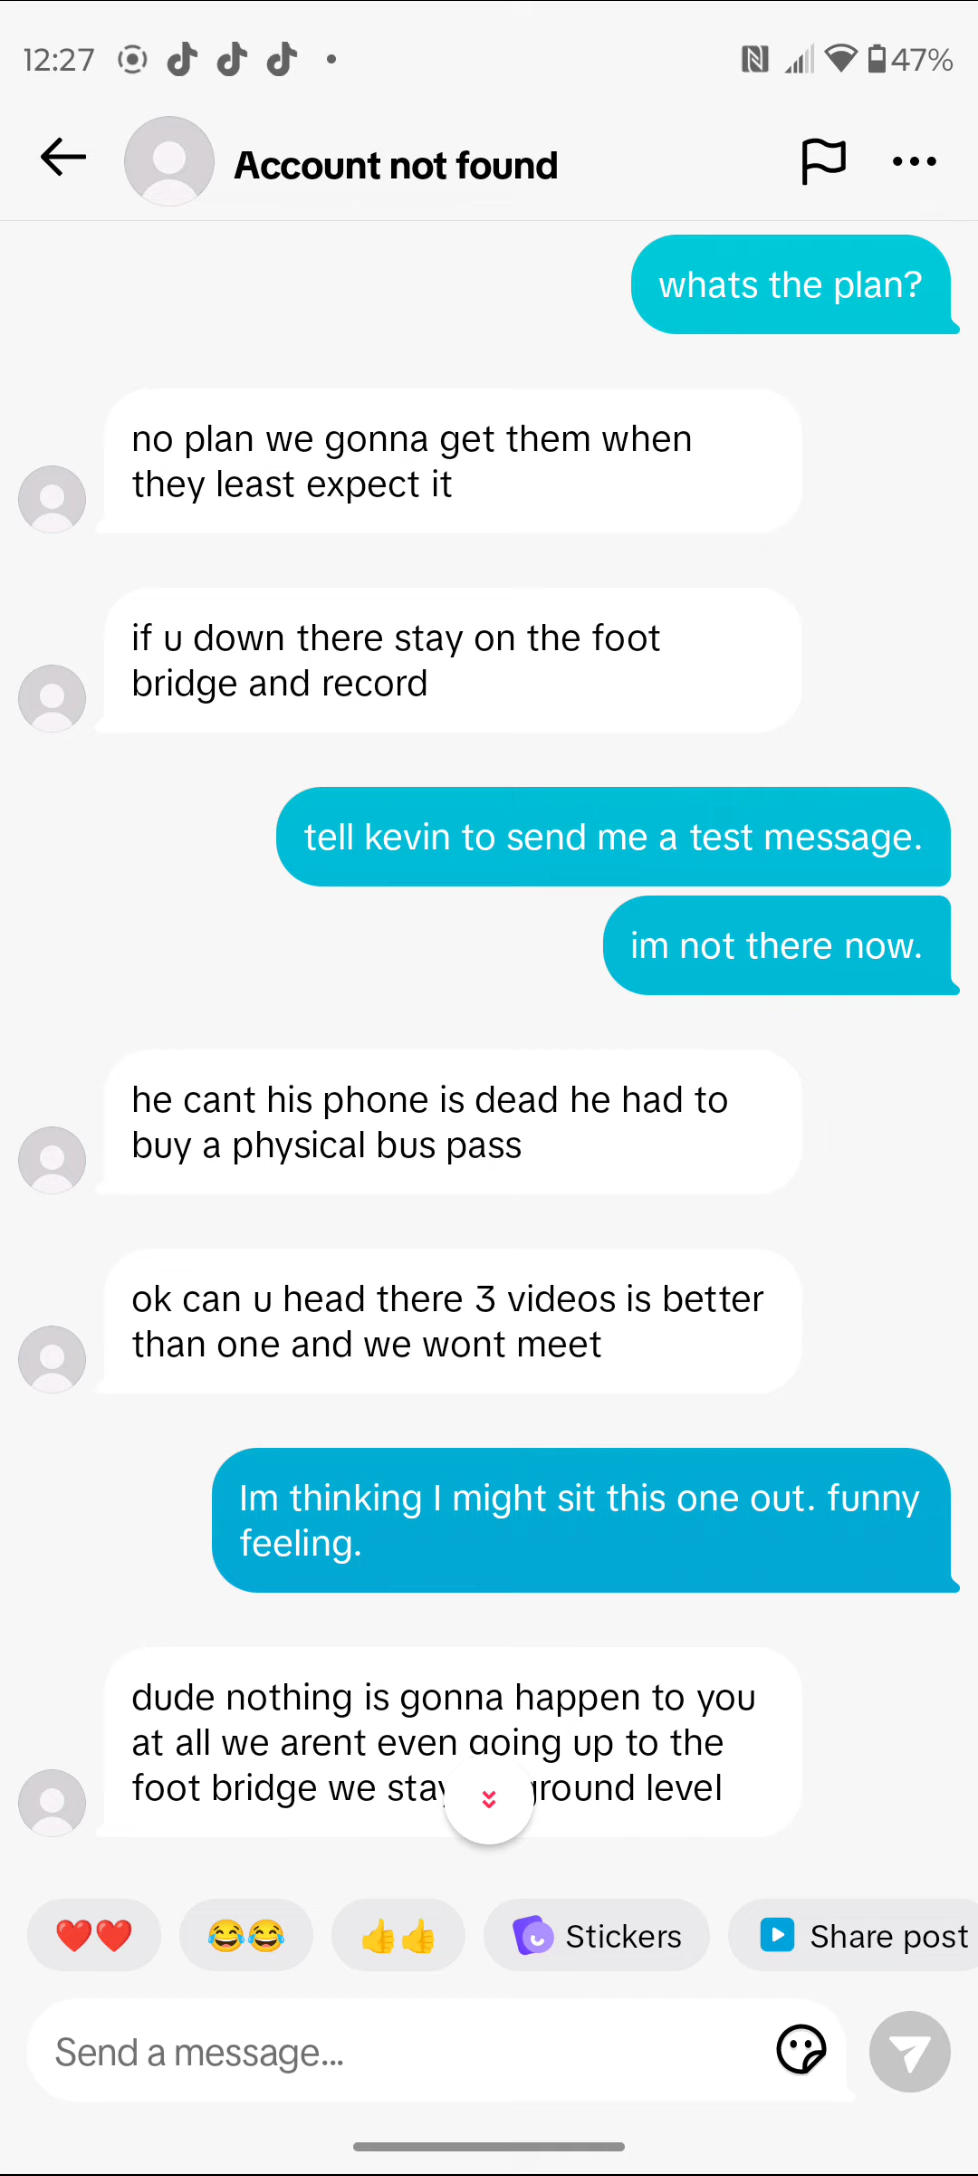 12:27
47%
Account not found
whats the plan?
no plan we gonna get them when
they least expect it
if u down there stay on the foot
bridge and record
tell kevin to send me a test message.
im not there now.
he cant his phone is dead he had to
buy a physical bus pass
ok can u head there 3 videos is better
than one and we wont meet
Im thinking I might sit this one out. funny
feeling.
dude nothing is gonna happen to you
at all we arent even going up to the
foot bridge we stay ground level
❤️❤️
😂😂
👍👍
Stickers
Share post
Send a message...